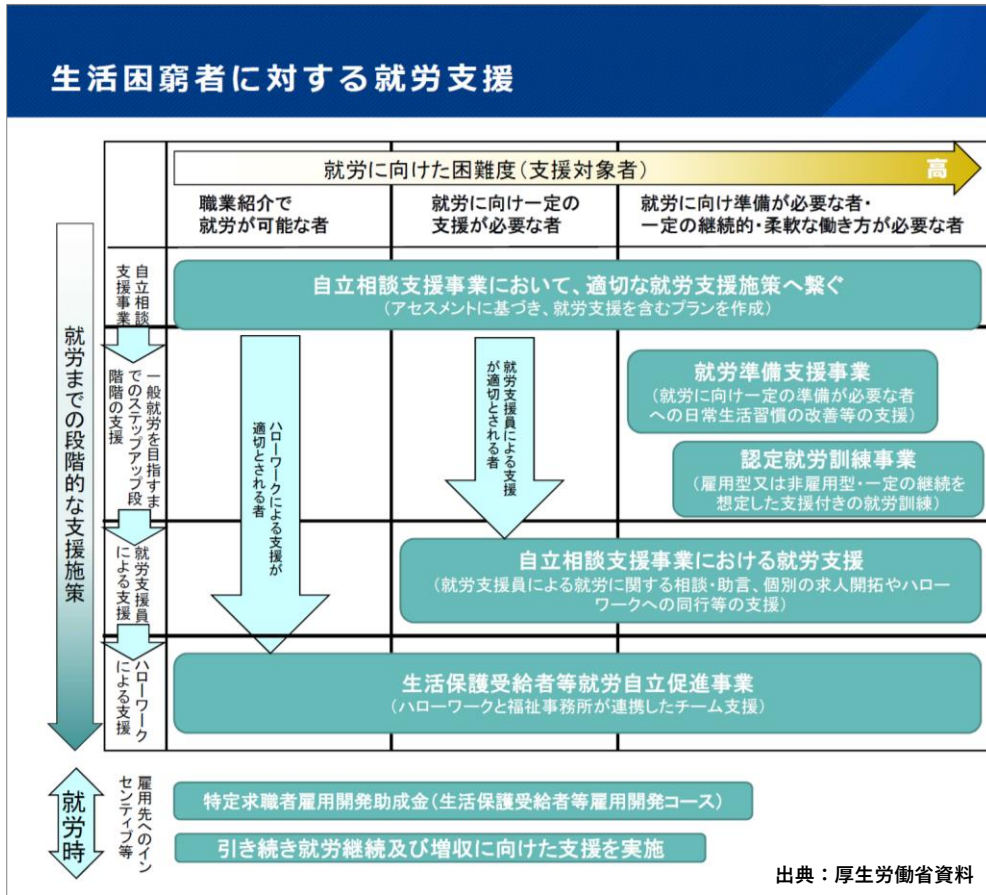 生活困窮者に対する就労支援
就労に向けた困難度(支援対象者)
高
職業紹介で
就労が可能な者
就労に向け一定の
支援が必要な者
就労に向け準備が必要な者・
一定の継続的・柔軟な働き方が必要な者
就労までの段階的な支援施策
自立相談
支援事業
自立相談支援事業において、適切な就労支援施策へ繋ぐ
(アセスメントに基づき、就労支援を含むプランを作成)
一般就労を目指すま
でのステップアップ段
階階の支援
ハローワークによる支援が
適切とされる者
就労支援員による支援
が適切とされる者
就労準備支援事業
(就労に向け一定の準備が必要な者
への日常生活習慣の改善等の支援)
認定就労訓練事業
(雇用型又は非雇用型・一定の継続を
想定した支援付きの就労訓練)
就労支援員
による支援
自立相談支援事業における就労支援
(就労支援員による就労に関する相談・助言、個別の求人開拓やハロー
ワークへの同行等の支援)
ハローワーク
による支援
生活保護受給者等就労自立促進事業
(ハローワークと福祉事務所が連携したチーム支援)
就労時
雇用先へのイン
センティブ等
特定求職者雇用開発助成金(生活保護受給者等雇用開発コース)
引き続き就労継続及び増収に向けた支援を実施
出典：厚生労働省資料